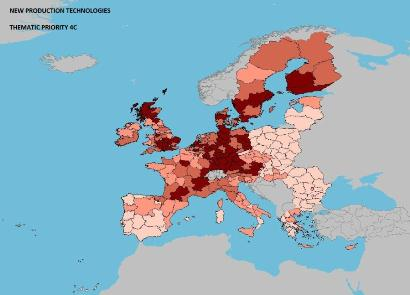 NEW PRODUCTION TECHNOLOGIES
THEMATIC PRIORITY 4C